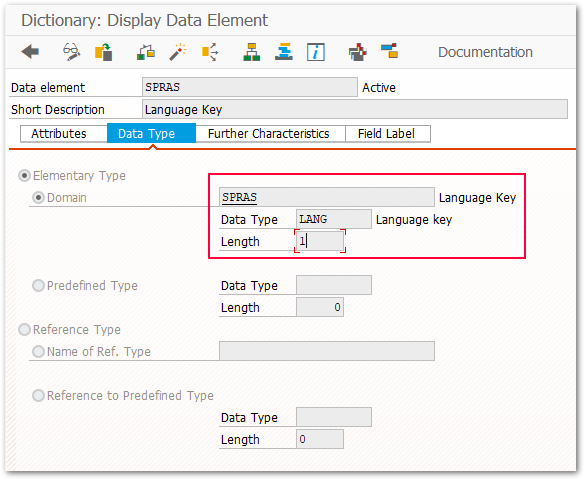 Dictionary: Display Data Element
Documentation
Data element SPRAS Active
Short Description Language Key
Attributes Data Type Further Characteristics Field Label
Elementary Type
Domain SPRAS Language Key
Data Type LANG Language key
Length 1
Predefined Type Data Type
Length 0
Reference Type
Name of Ref. Type
Reference to Predefined Type
Data Type
Length 0